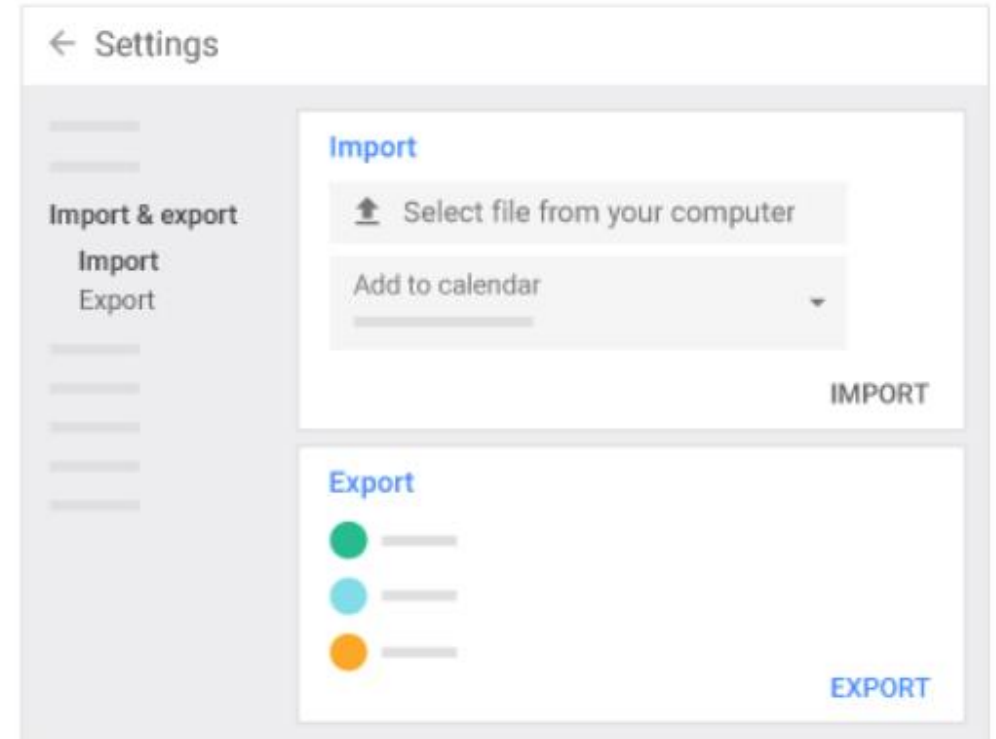 Settings
Import & export
Import
Export
Import
Select file from your computer
Add to calendar
IMPORT
Export
EXPORT